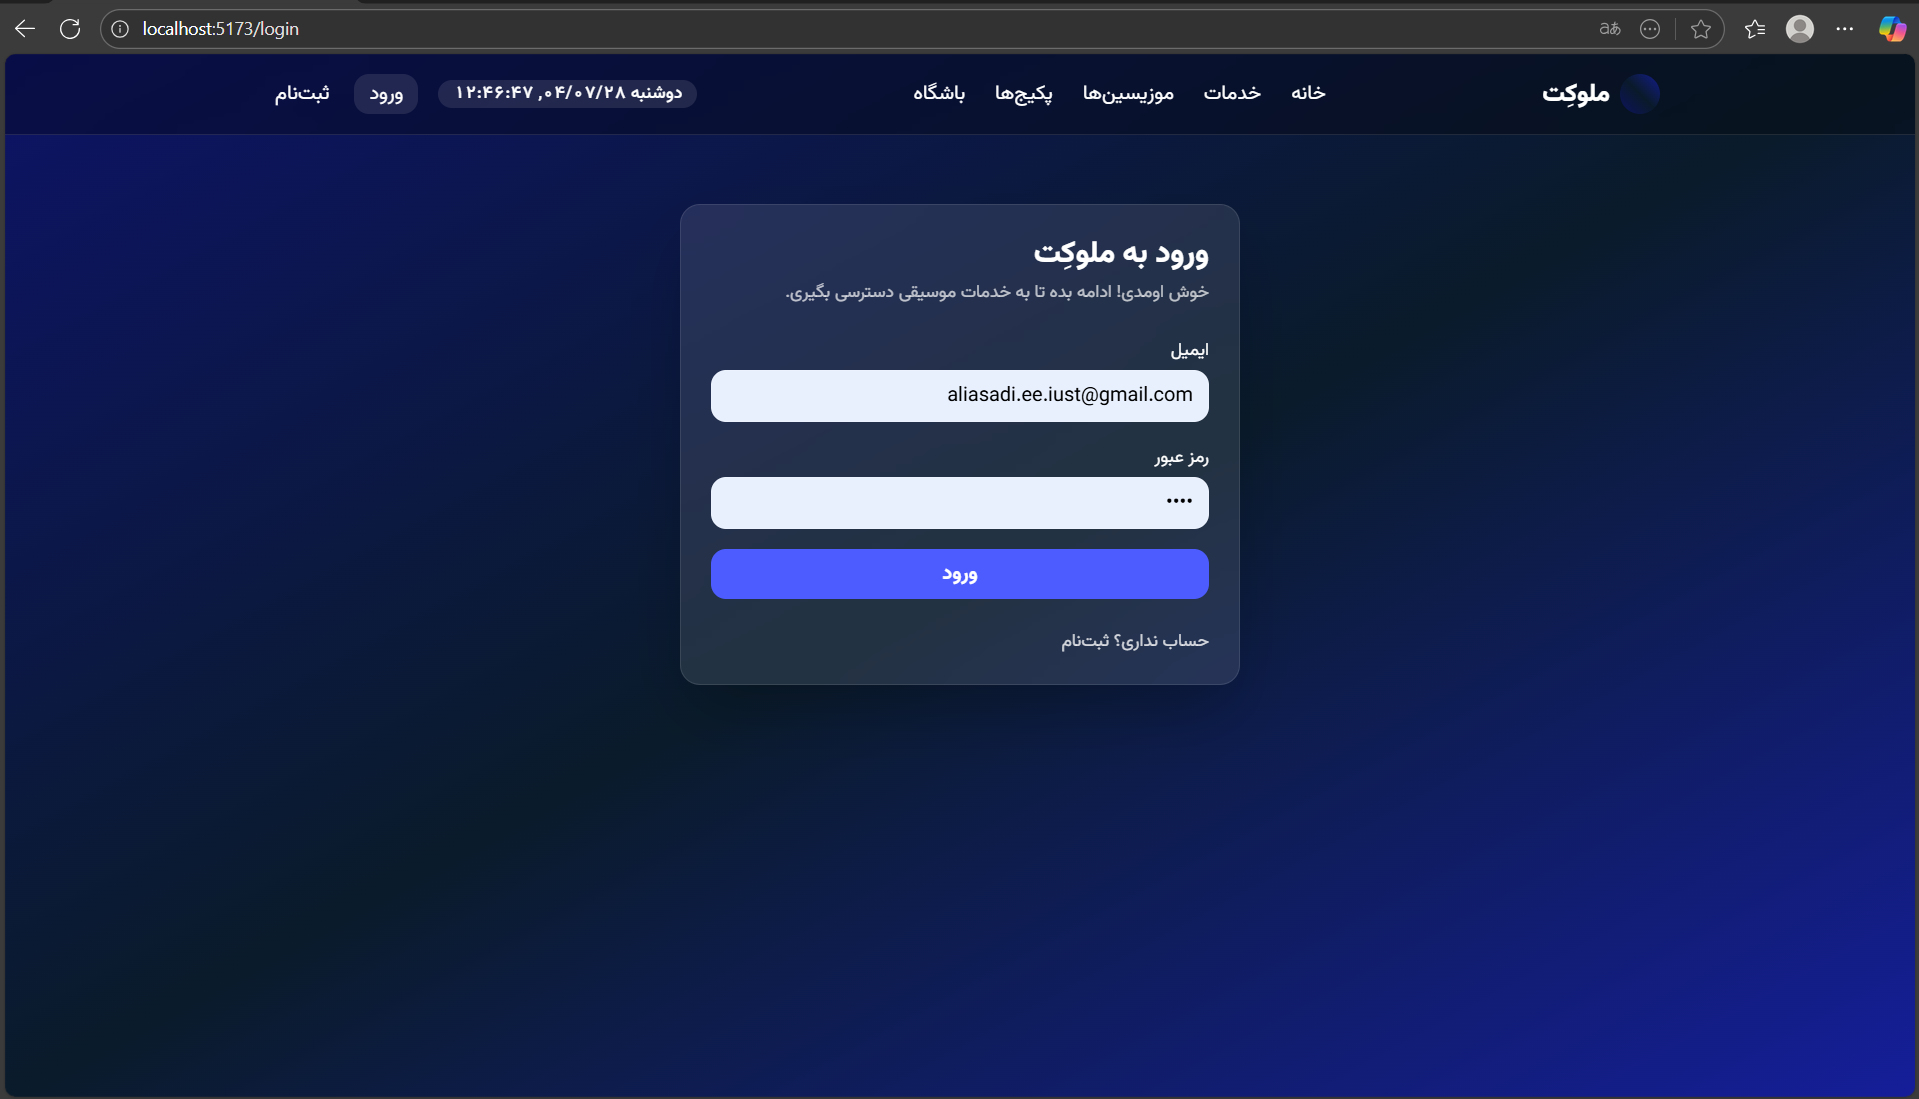 localhost:5173/login
ملوکِت
خانه
خدمات
موزیسین‌ها
پکیج‌ها
باشگاه
دوشنبه ۰۴/۰۷/۲۸, ۱۲:۴۶:۴۷
ورود
ثبت‌نام
ورود به ملوکِت
خوش اومدی! ادامه بده تا به خدمات موسیقی دسترسی بگیری.
ایمیل
aliasadi.ee.iust@gmail.com
رمز عبور
••••
ورود
حساب نداری؟ ثبت‌نام